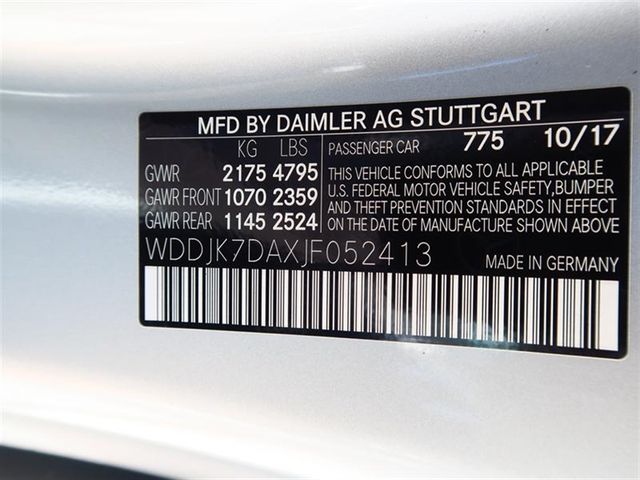 MFD BY DAIMLER AG STUTTGART
KG LBS PASSENGER CAR 775 10/17
GVWR 2175 4795 THIS VEHICLE CONFORMS TO ALL APPLICABLE
GAWR FRONT 1070 2359 U.S. FEDERAL MOTOR VEHICLE SAFETY,BUMPER
GAWR REAR 1145 2524 AND THEFT PREVENTION STANDARDS IN EFFECT
ON THE DATE OF MANUFACTURE SHOWN ABOVE
WDDJK7DAXJF052413 MADE IN GERMANY